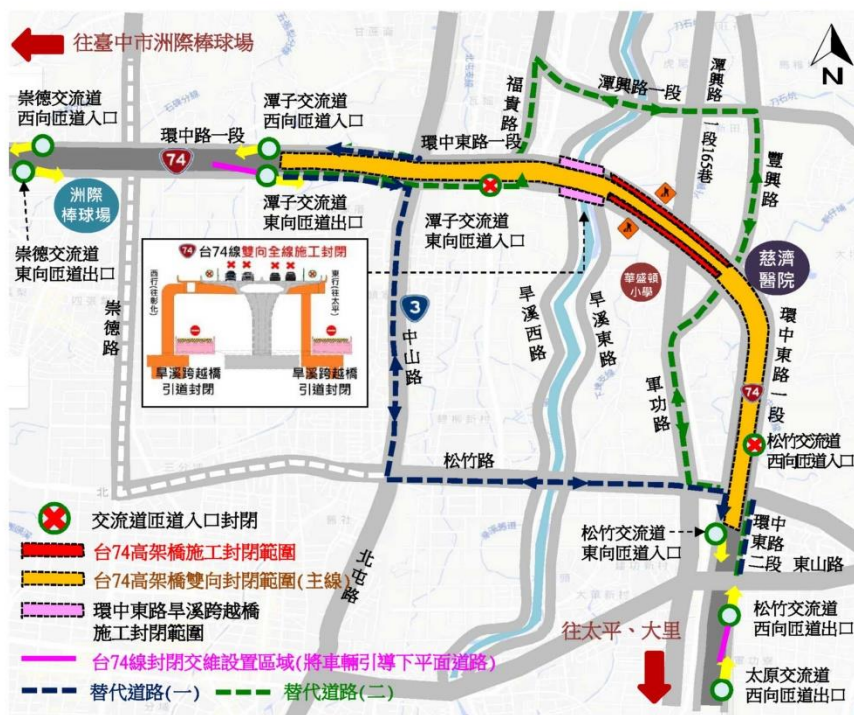 往臺中市洲際棒球場
N
崇德交流道
西向匝道入口
環中路一段
74
潭子交流道
西向匝道入口
環中東路一段
福貴路
潭興路一段
潭興路一段165巷
豐興路
洲際
棒球場
崇德交流道
東向匝道出口
潭子交流道
東向匝道出口
潭子交流道
東向匝道入口
慈濟
醫院
華盛頓
小學
74 台74線雙向全線施工封閉
西行(往彰化)
東行(往太平)
旱溪跨越橋
引道封閉
旱溪跨越橋
引道封閉
崇德路
3
中山路
旱溪西路
旱溪東路
軍功路
環中東路一段
74
松竹交流道
西向匝道入口
松竹路
北屯路
松竹交流道
東向匝道入口
環中
東路
二段
東山路
松竹交流道
西向匝道出口
往太平、大里
太原交流道
西向匝道出口
交流道匝道入口封閉
台74高架橋施工封閉範圍
台74高架橋雙向封閉範圍(主線)
環中東路旱溪跨越橋
施工封閉範圍
台74線封閉交維設置區域(將車輛引導下平面道路)
替代道路(一)
替代道路(二)